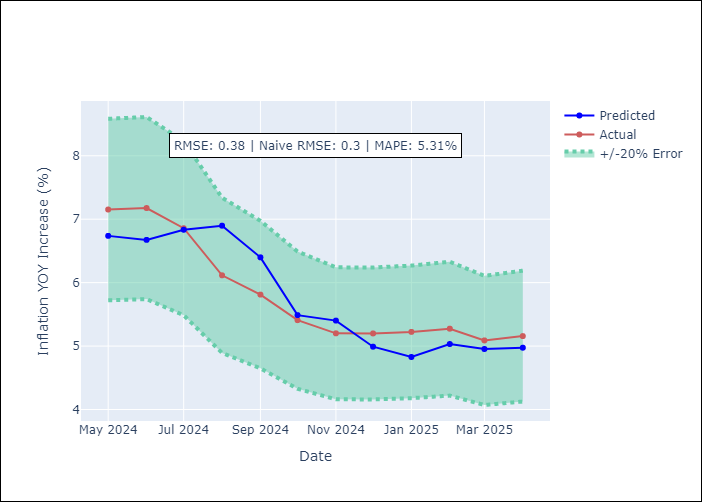 RMSE: 0.38 | Naive RMSE: 0.3 | MAPE: 5.31%
Predicted
Actual
+/-20% Error
Inflation YOY Increase (%)
8
7
6
5
4
May 2024 Jul 2024 Sep 2024 Nov 2024 Jan 2025 Mar 2025
Date